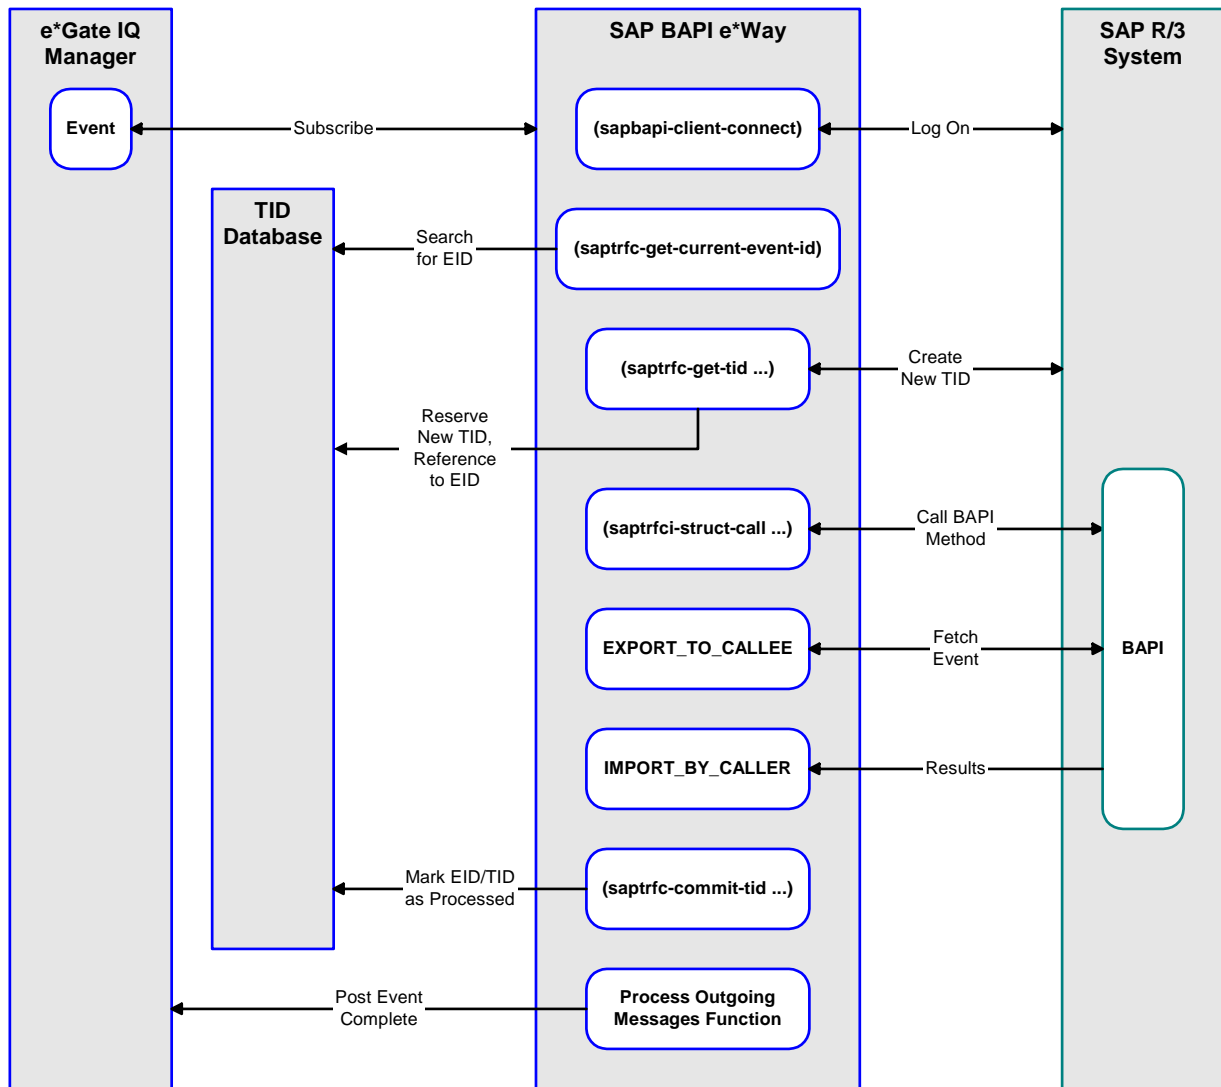 e*Gate IQ
Manager
SAP BAPI e*Way
SAP R/3
System
Event
Subscribe
(sapbapi-client-connect)
Log On
TID
Database
Search
for EID
(saptrfc-get-current-event-id)
(saptrfc-get-tid ...)
Create
New TID
Reserve
New TID,
Reference
to EID
(saptrfci-struct-call ...)
Call BAPI
Method
EXPORT_TO_CALLEE
Fetch
Event
BAPI
IMPORT_BY_CALLER
Results
Mark EID/TID
as Processed
(saptrfc-commit-tid ...)
Post Event
Complete
Process Outgoing
Messages Function